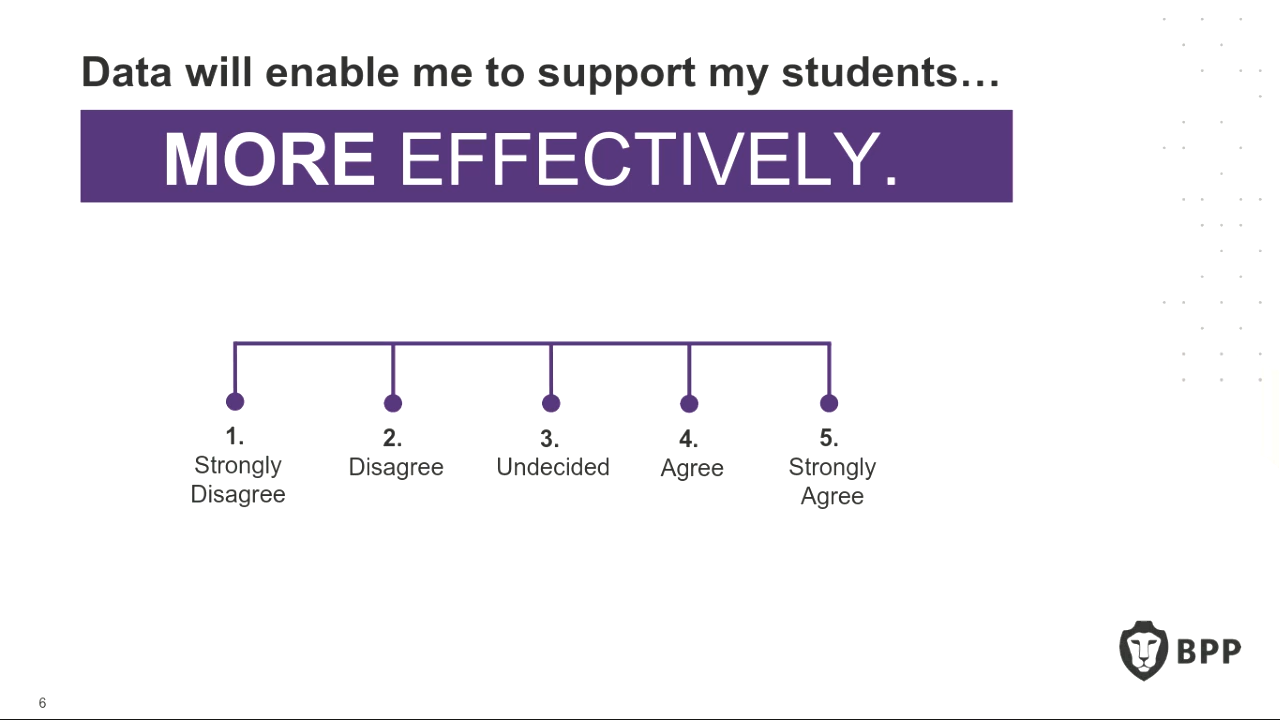 Data will enable me to support my students…
MORE EFFECTIVELY.
1.
Strongly
Disagree
2.
Disagree
3.
Undecided
4.
Agree
5.
Strongly
Agree
BPP
6